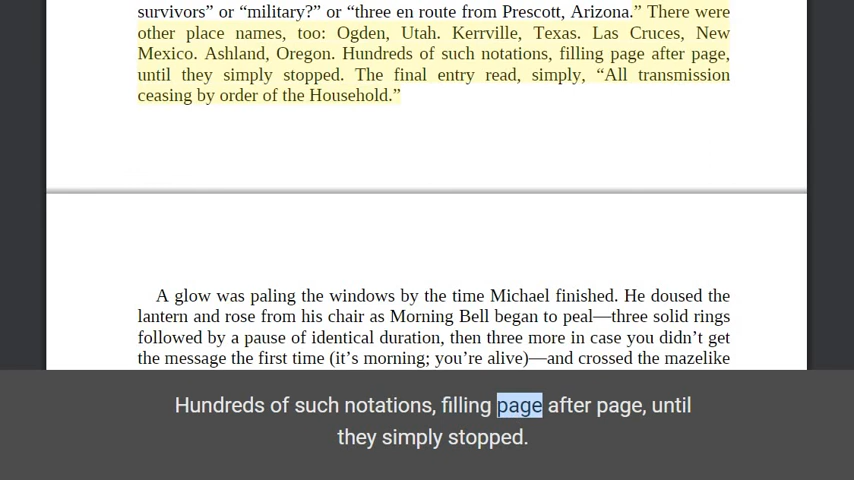 survivors” or “military?” or “three en route from Prescott, Arizona.” There were
other place names, too: Ogden, Utah. Kerrville, Texas. Las Cruces, New
Mexico. Ashland, Oregon. Hundreds of such notations, filling page after page,
until they simply stopped. The final entry read, simply, “All transmission
ceasing by order of the Household.”
A glow was paling the windows by the time Michael finished. He doused the
lantern and rose from his chair as Morning Bell began to peal—three solid rings
followed by a pause of identical duration, then three more in case you didn’t get
the message the first time (it’s morning; you’re alive)—and crossed the mazelike
Hundreds of such notations, filling page after page, until
they simply stopped.